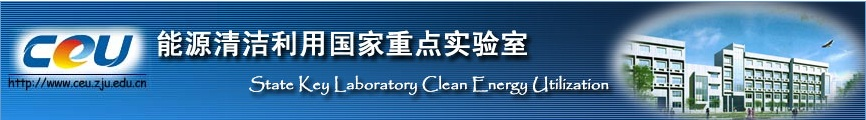 CEU
http://www.ceu.zju.edu.cn
能源清洁利用国家重点实验室
State Key Laboratory Clean Energy Utilization